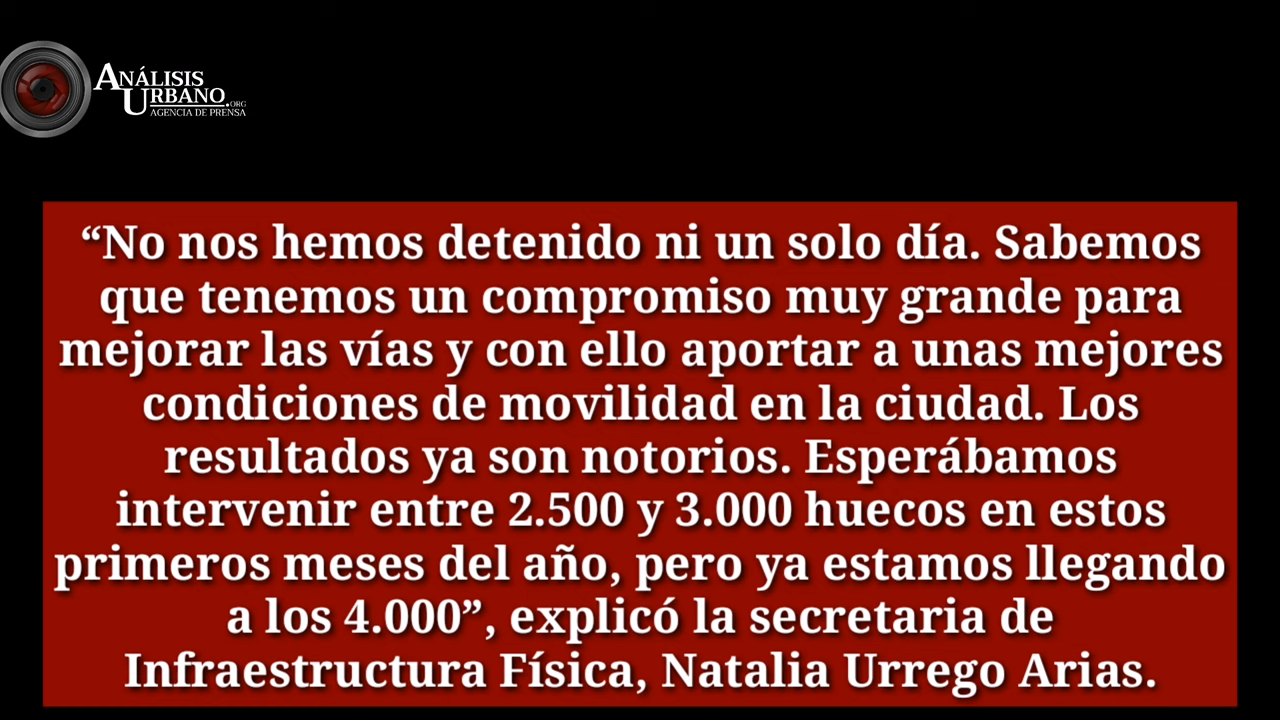 ANÁLISIS
URBANO.ORG
AGENCIA DE PRENSA
“No nos hemos detenido ni un solo día. Sabemos
que tenemos un compromiso muy grande para
mejorar las vías y con ello aportar a unas mejores
condiciones de movilidad en la ciudad. Los
resultados ya son notorios. Esperábamos
intervenir entre 2.500 y 3.000 huecos en estos
primeros meses del año, pero ya estamos llegando
a los 4.000”, explicó la secretaria de
Infraestructura Física, Natalia Urrego Arias.